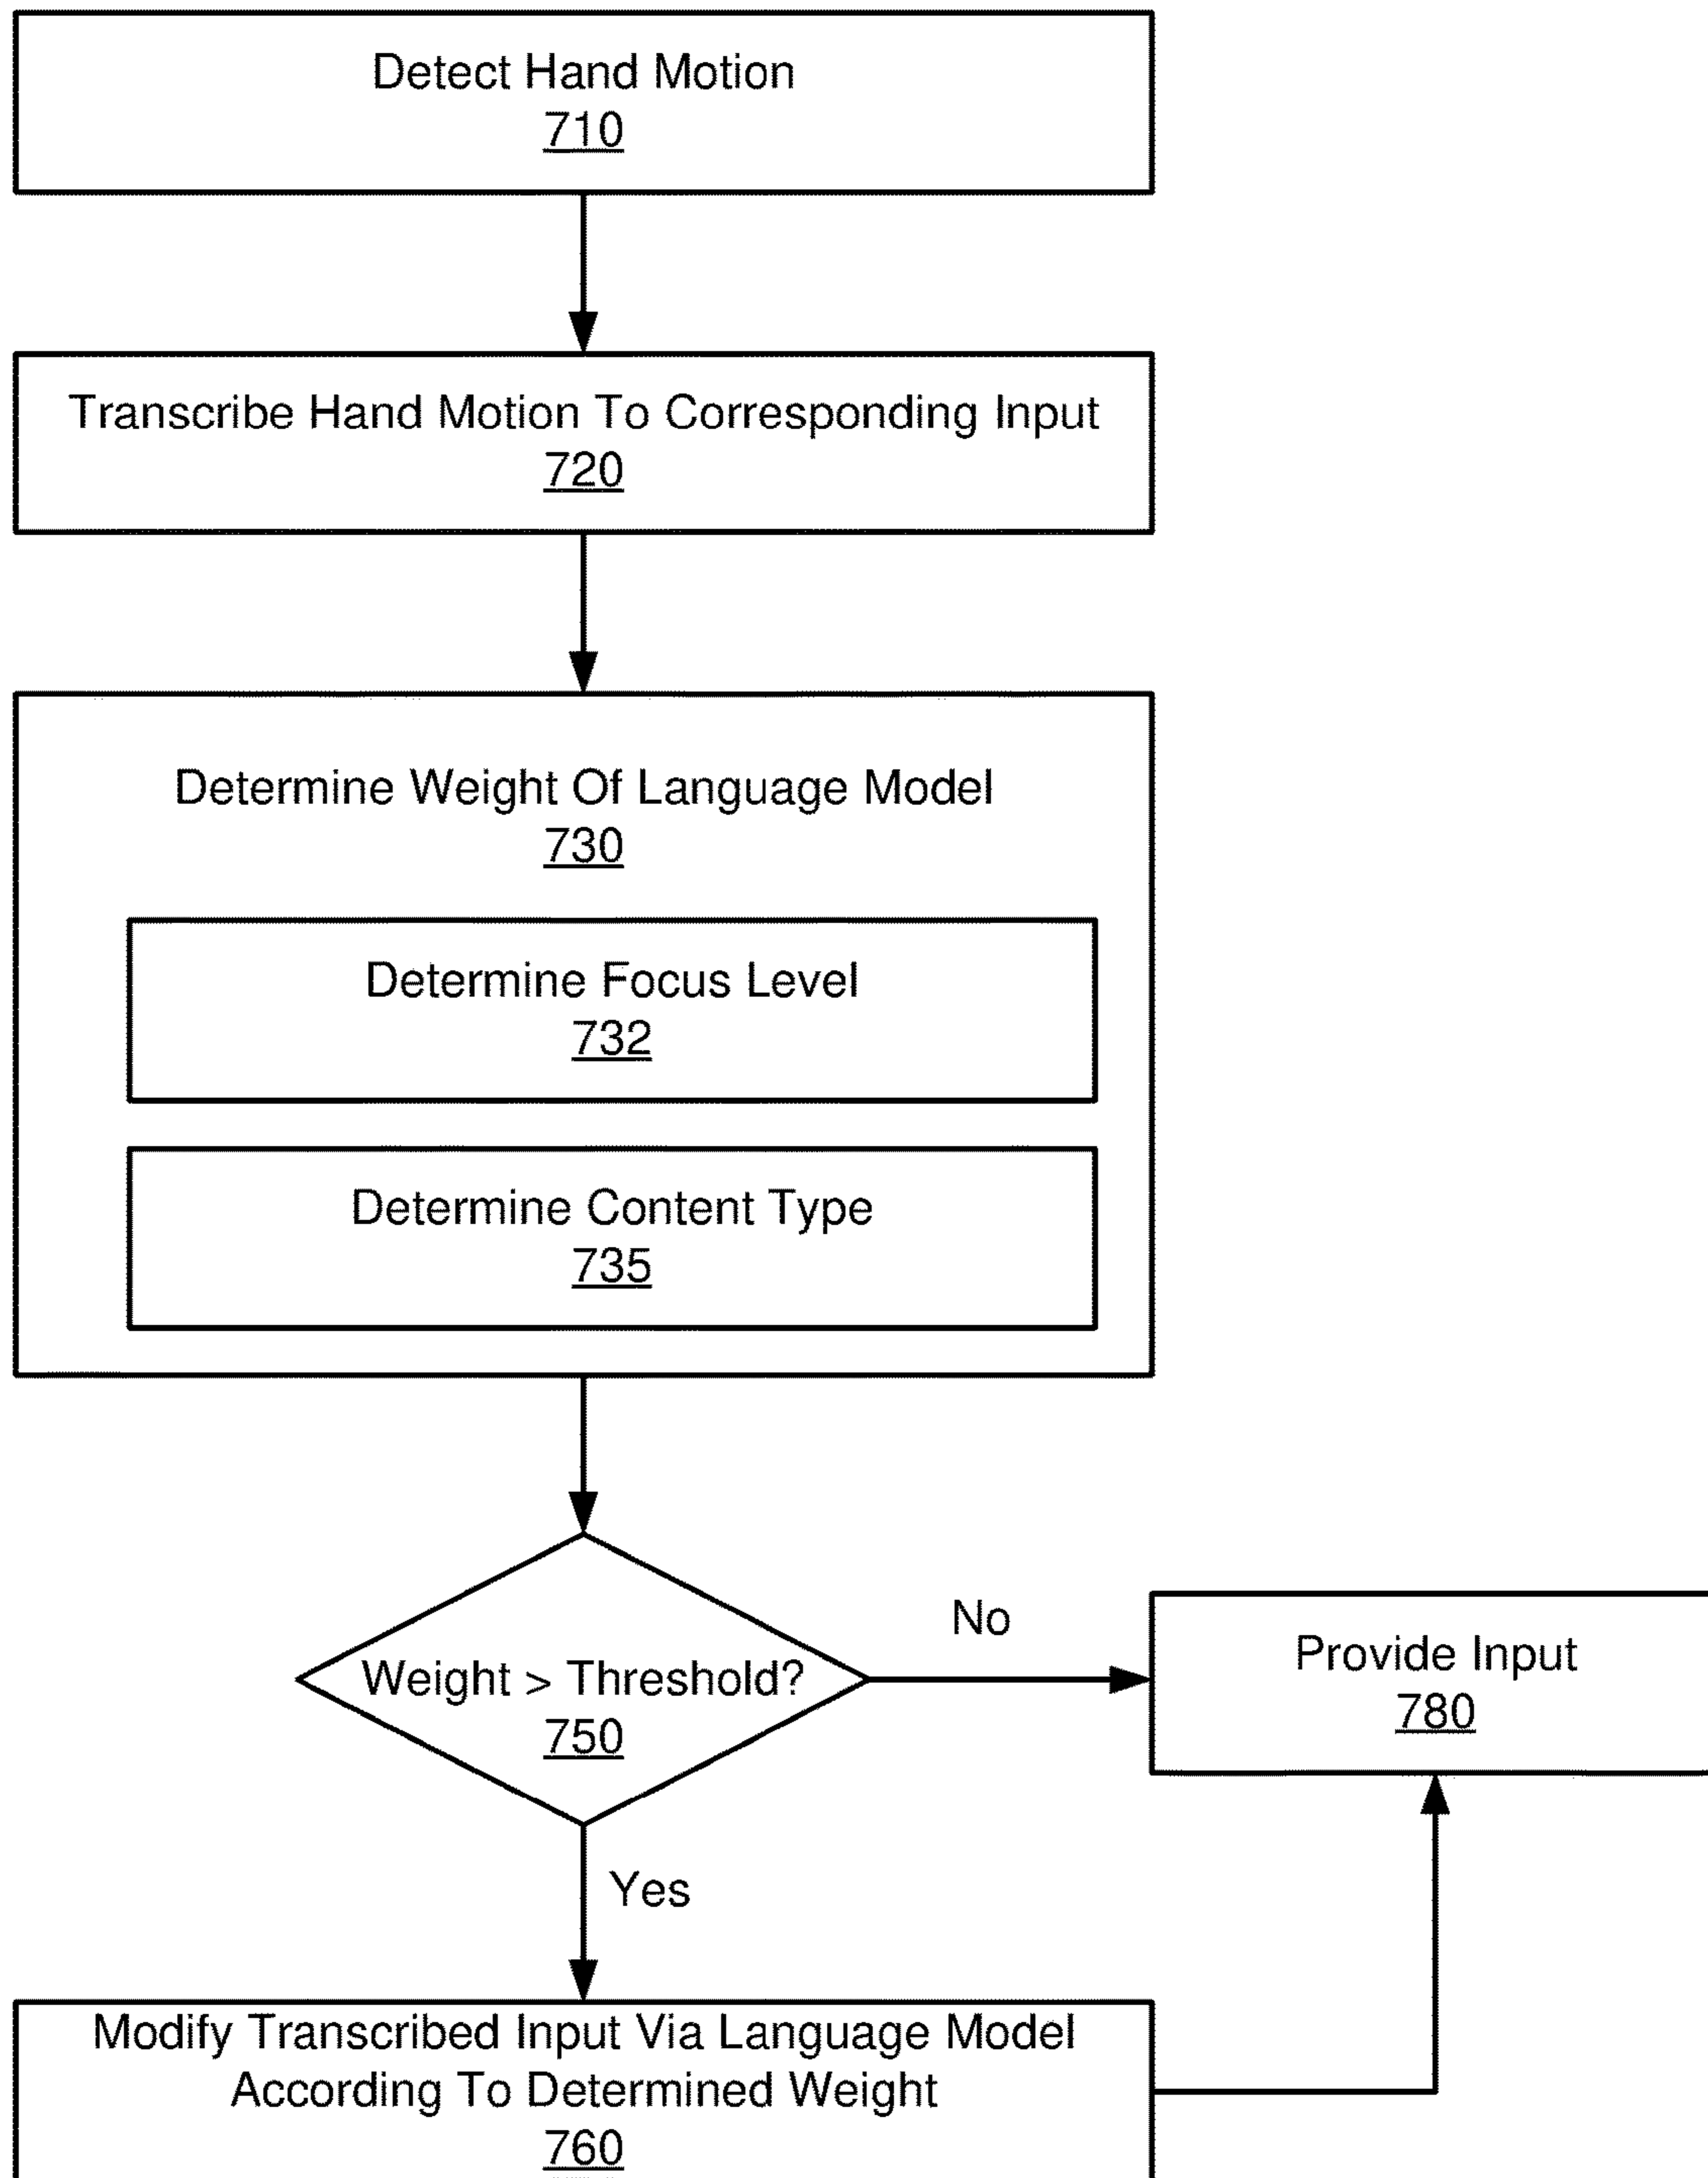 Detect Hand Motion
710
Transcribe Hand Motion To Corresponding Input
720
Determine Weight Of Language Model
730
Determine Focus Level
732
Determine Content Type
735
Weight > Threshold?
750
No
Provide Input
780
Yes
Modify Transcribed Input Via Language Model
According To Determined Weight
760